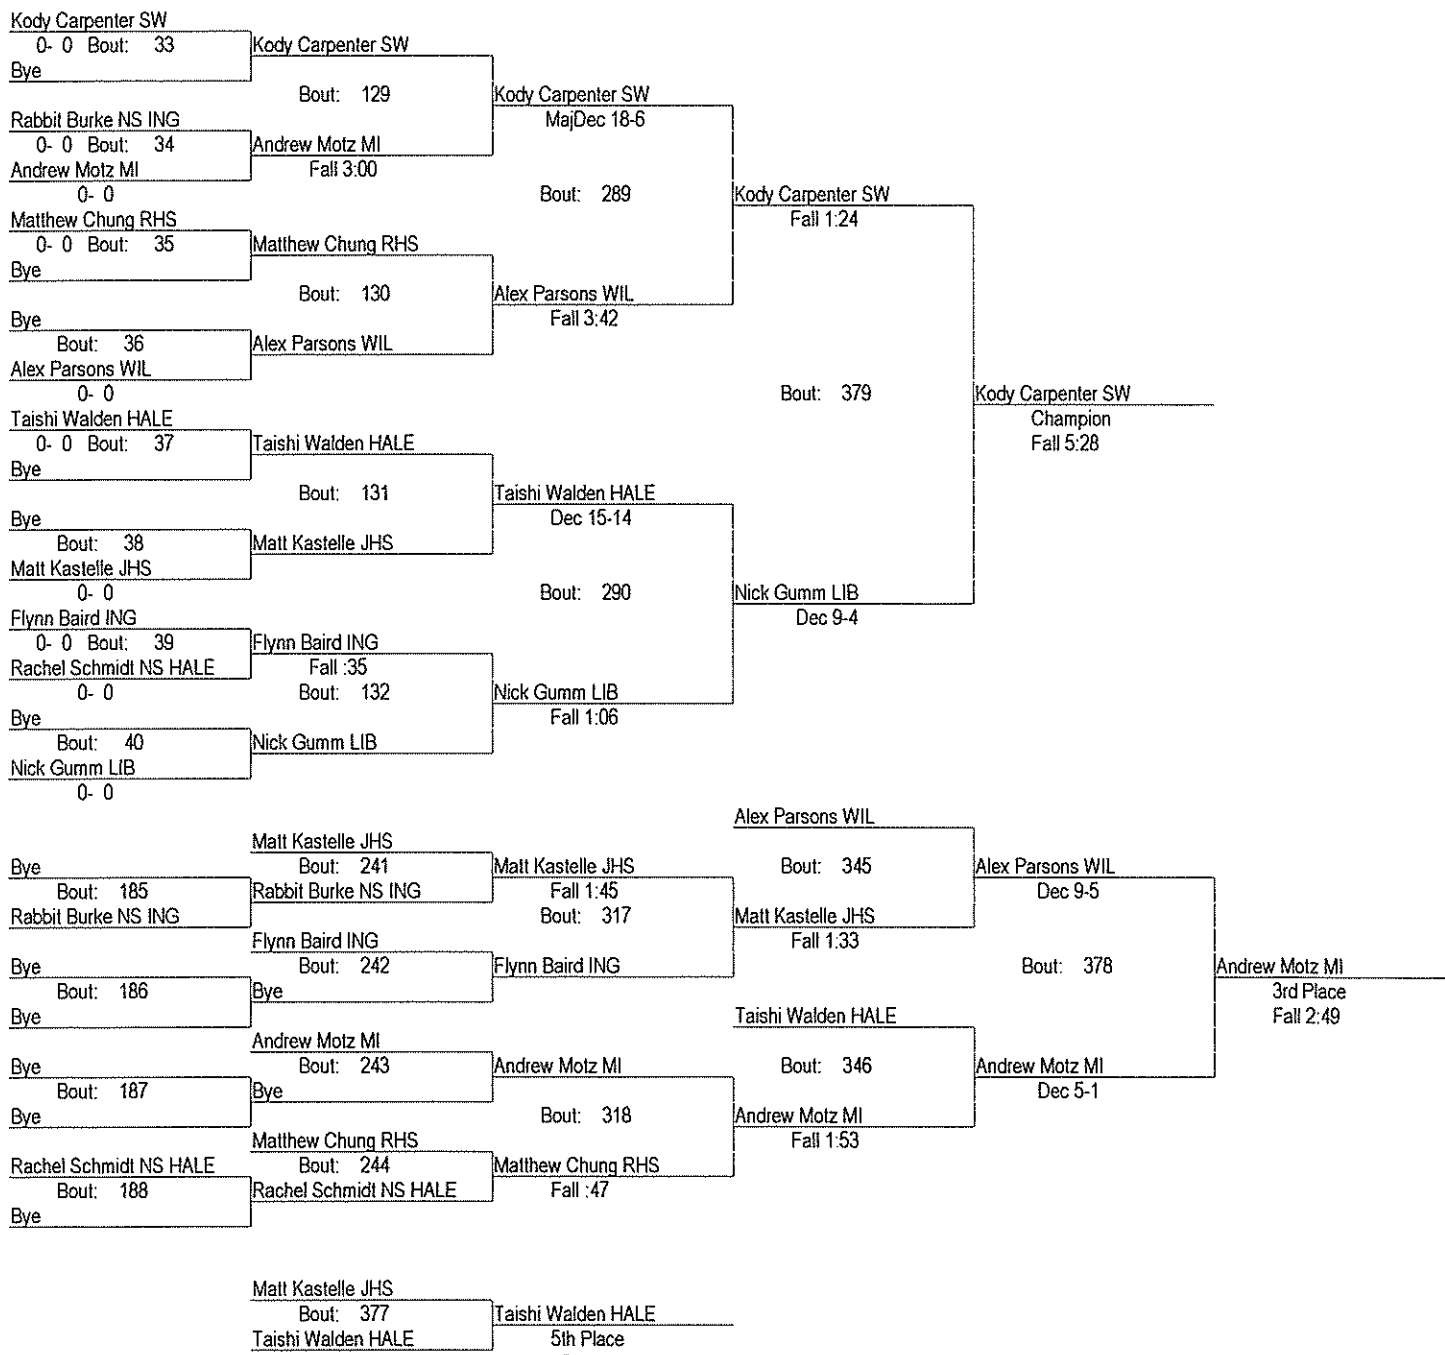 Kody Carpenter SW
0- 0 Bout: 33
Bye
Rabbit Burke NS ING
0- 0 Bout: 34
Andrew Motz MI
0- 0
Matthew Chung RHS
0- 0 Bout: 35
Bye
Bye
Bout: 36
Alex Parsons WIL
0- 0
Taishi Walden HALE
0- 0 Bout: 37
Bye
Bye
Bout: 38
Matt Kastelle JHS
0- 0
Flynn Baird ING
0- 0 Bout: 39
Rachel Schmidt NS HALE
0- 0
Bye
Bout: 40
Nick Gumm LIB
0- 0
Kody Carpenter SW
Bout: 129
Andrew Motz MI
Fall 3:00
Matthew Chung RHS
Bout: 130
Alex Parsons WIL
Taishi Walden HALE
Bout: 131
Matt Kastelle JHS
Flynn Baird ING
Fall :35
Bout: 132
Nick Gumm LIB
Kody Carpenter SW
MajDec 18-6
Bout: 289
Alex Parsons WIL
Fall 3:42
Taishi Walden HALE
Dec 15-14
Bout: 290
Nick Gumm LIB
Fall 1:06
Kody Carpenter SW
Fall 1:24
Bout: 379
Nick Gumm LIB
Dec 9-4
Kody Carpenter SW
Champion
Fall 5:28
Bye
Bout: 185
Rabbit Burke NS ING
Bye
Bout: 186
Bye
Bye
Bout: 187
Bye
Rachel Schmidt NS HALE
Bout: 188
Bye
Matt Kastelle JHS
Bout: 241
Rabbit Burke NS ING
Flynn Baird ING
Bout: 242
Bye
Andrew Motz MI
Bout: 243
Bye
Matthew Chung RHS
Bout: 244
Rachel Schmidt NS HALE
Matt Kastelle JHS
Fall 1:45
Bout: 317
Flynn Baird ING
Andrew Motz MI
Bout: 318
Matthew Chung RHS
Fall :47
Alex Parsons WIL
Bout: 345
Matt Kastelle JHS
Fall 1:33
Taishi Walden HALE
Bout: 346
Andrew Motz MI
Fall 1:53
Alex Parsons WIL
Dec 9-5
Bout: 378
Andrew Motz MI
Dec 5-1
Andrew Motz MI
3rd Place
Fall 2:49
Matt Kastelle JHS
Bout: 377
Taishi Walden HALE
Taishi Walden HALE
5th Place